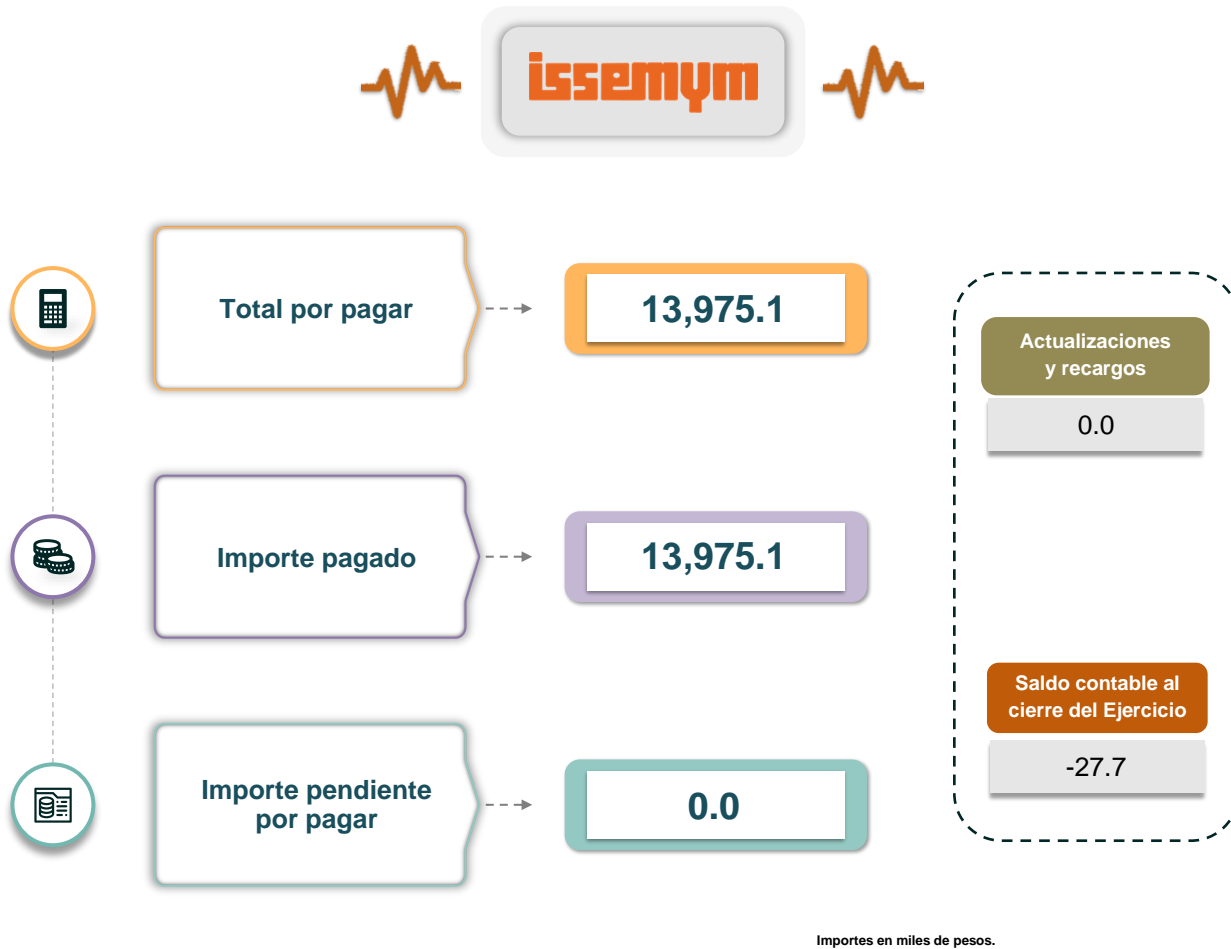 issemym
Total por pagar
13,975.1
Actualizaciones
y recargos
0.0
Importe pagado
13,975.1
Saldo contable al
cierre del Ejercicio
-27.7
Importe pendiente
por pagar
0.0
Importes en miles de pesos.